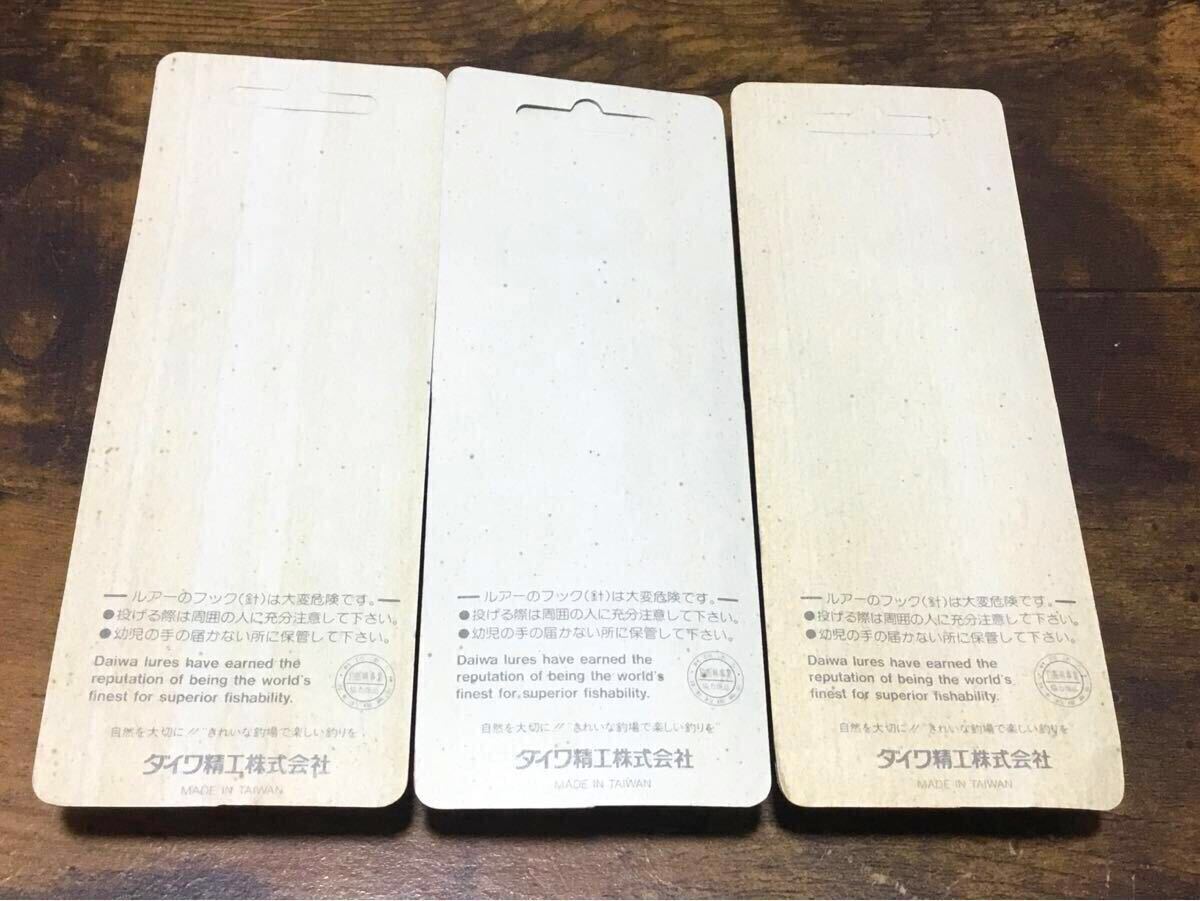 ルアーのフック(針)は大変危険です。
●投げる際は周囲の人に充分注意して下さい。
●幼児の手の届かない所に保管して下さい。
Daiwa lures have earned the
reputation of being the world's
finest for superior fishability.
自然を大切に!! "きれいな釣場で楽しい釣りを"
ダイワ精工株式会社
MADE IN TAIWAN
ルアーのフック(針)は大変危険です。
●投げる際は周囲の人に充分注意して下さい。
●幼児の手の届かない所に保管して下さい。
Daiwa lures have earned the
reputation of being the world's
finest for superior fishability.
自然を大切に!! "きれいな釣場で楽しい釣りを"
ダイワ精工株式会社
MADE IN TAIWAN
ルアーのフック(針)は大変危険です。
●投げる際は周囲の人に充分注意して下さい。
●幼児の手の届かない所に保管して下さい。
Daiwa lures have earned the
reputation of being the world's
finest for superior fishability.
自然を大切に!! "きれいな釣場で楽しい釣りを
ダイワ精工株式会社
MADE IN TAIWAN